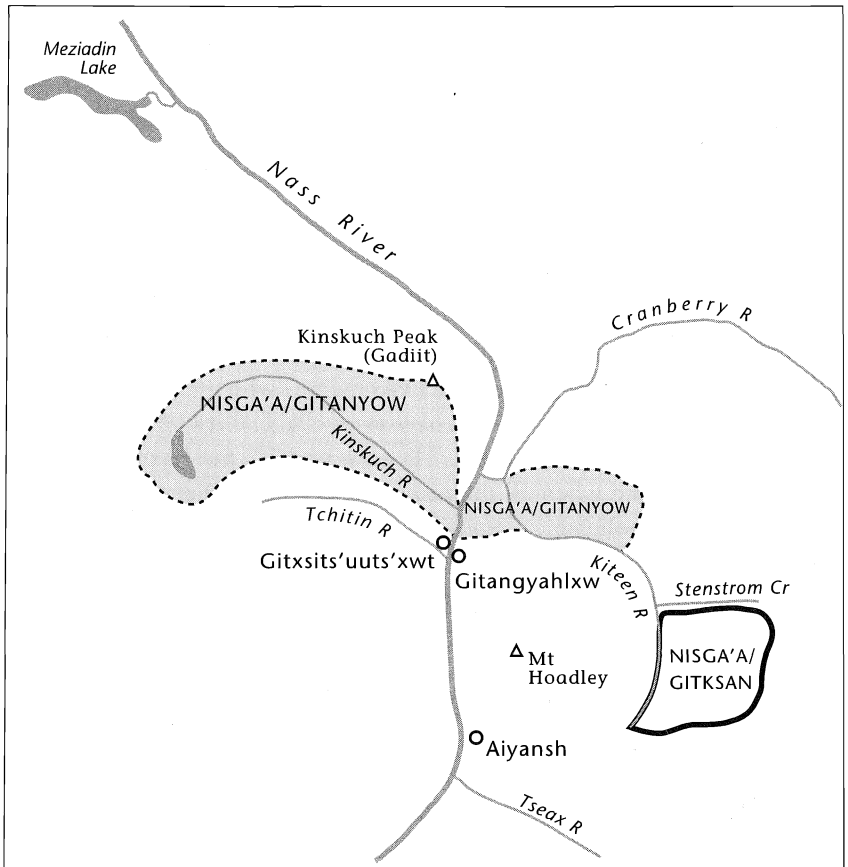 Meziadin
Lake
Nass River
Cranberry R
Kinskuch Peak
(Gadiit)
NISGA'A/GITANYOW
Kinskuch R
NISGA'A/GITANYOW
Tchitin R
Gitxsits'uuts'xwt
Gitangyahlxw
Kiteen R
Stenstrom Cr
Mt
Hoadley
NISGA'A/
GITKSAN
Aiyansh
Tseax R